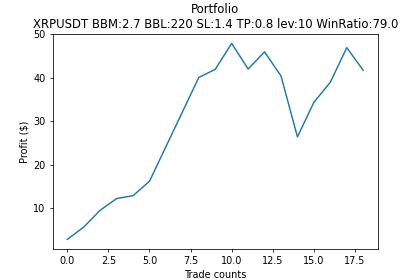 Portfolio
XRPUSDT BBM:2.7 BBL:220 SL:1.4 TP:0.8 lev:10 WinRatio:79.0
50
40
30
20
10
Profit ($)
0.0 2.5 5.0 7.5 10.0 12.5 15.0 17.5
Trade counts